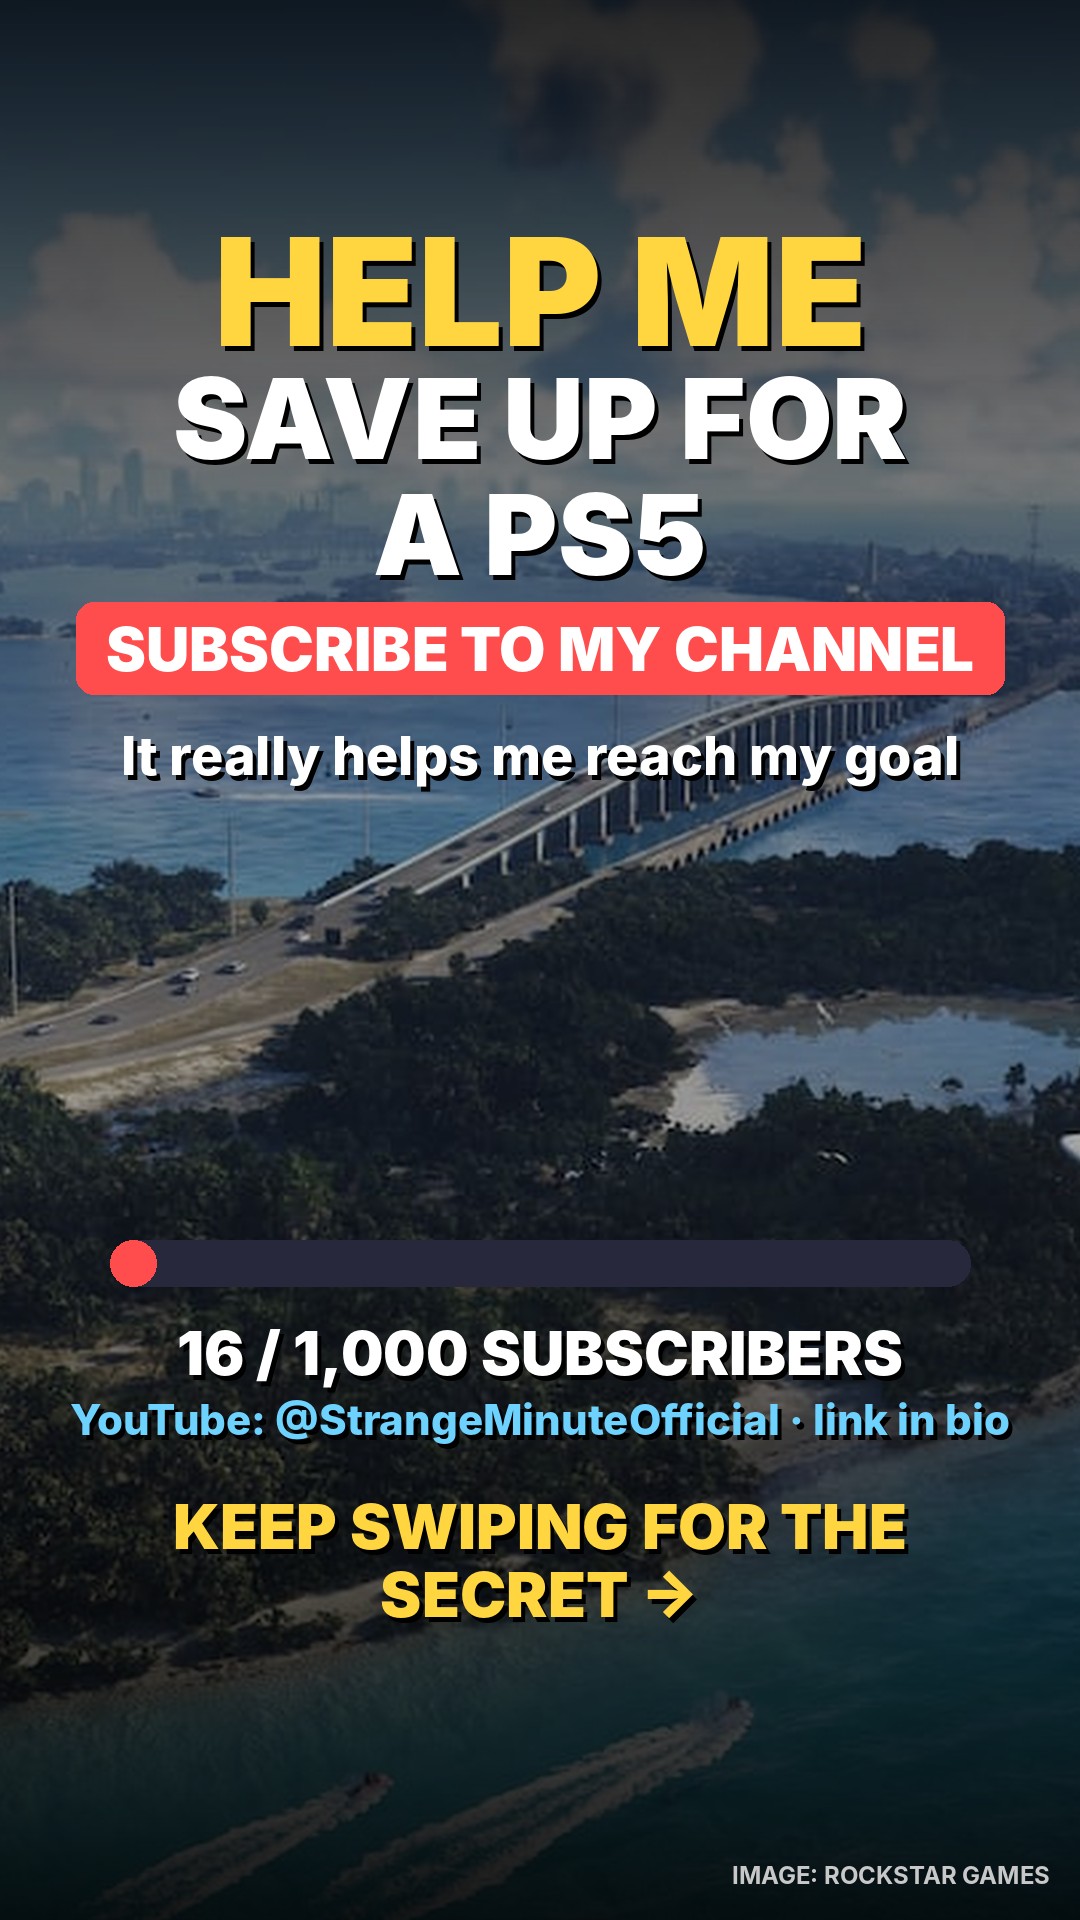 HELP ME
SAVE UP FOR
A PS5
SUBSCRIBE TO MY CHANNEL
It really helps me reach my goal
16 / 1,000 SUBSCRIBERS
YouTube: @StrangeMinuteOfficial · link in bio
KEEP SWIPING FOR THE
SECRET →
IMAGE: ROCKSTAR GAMES